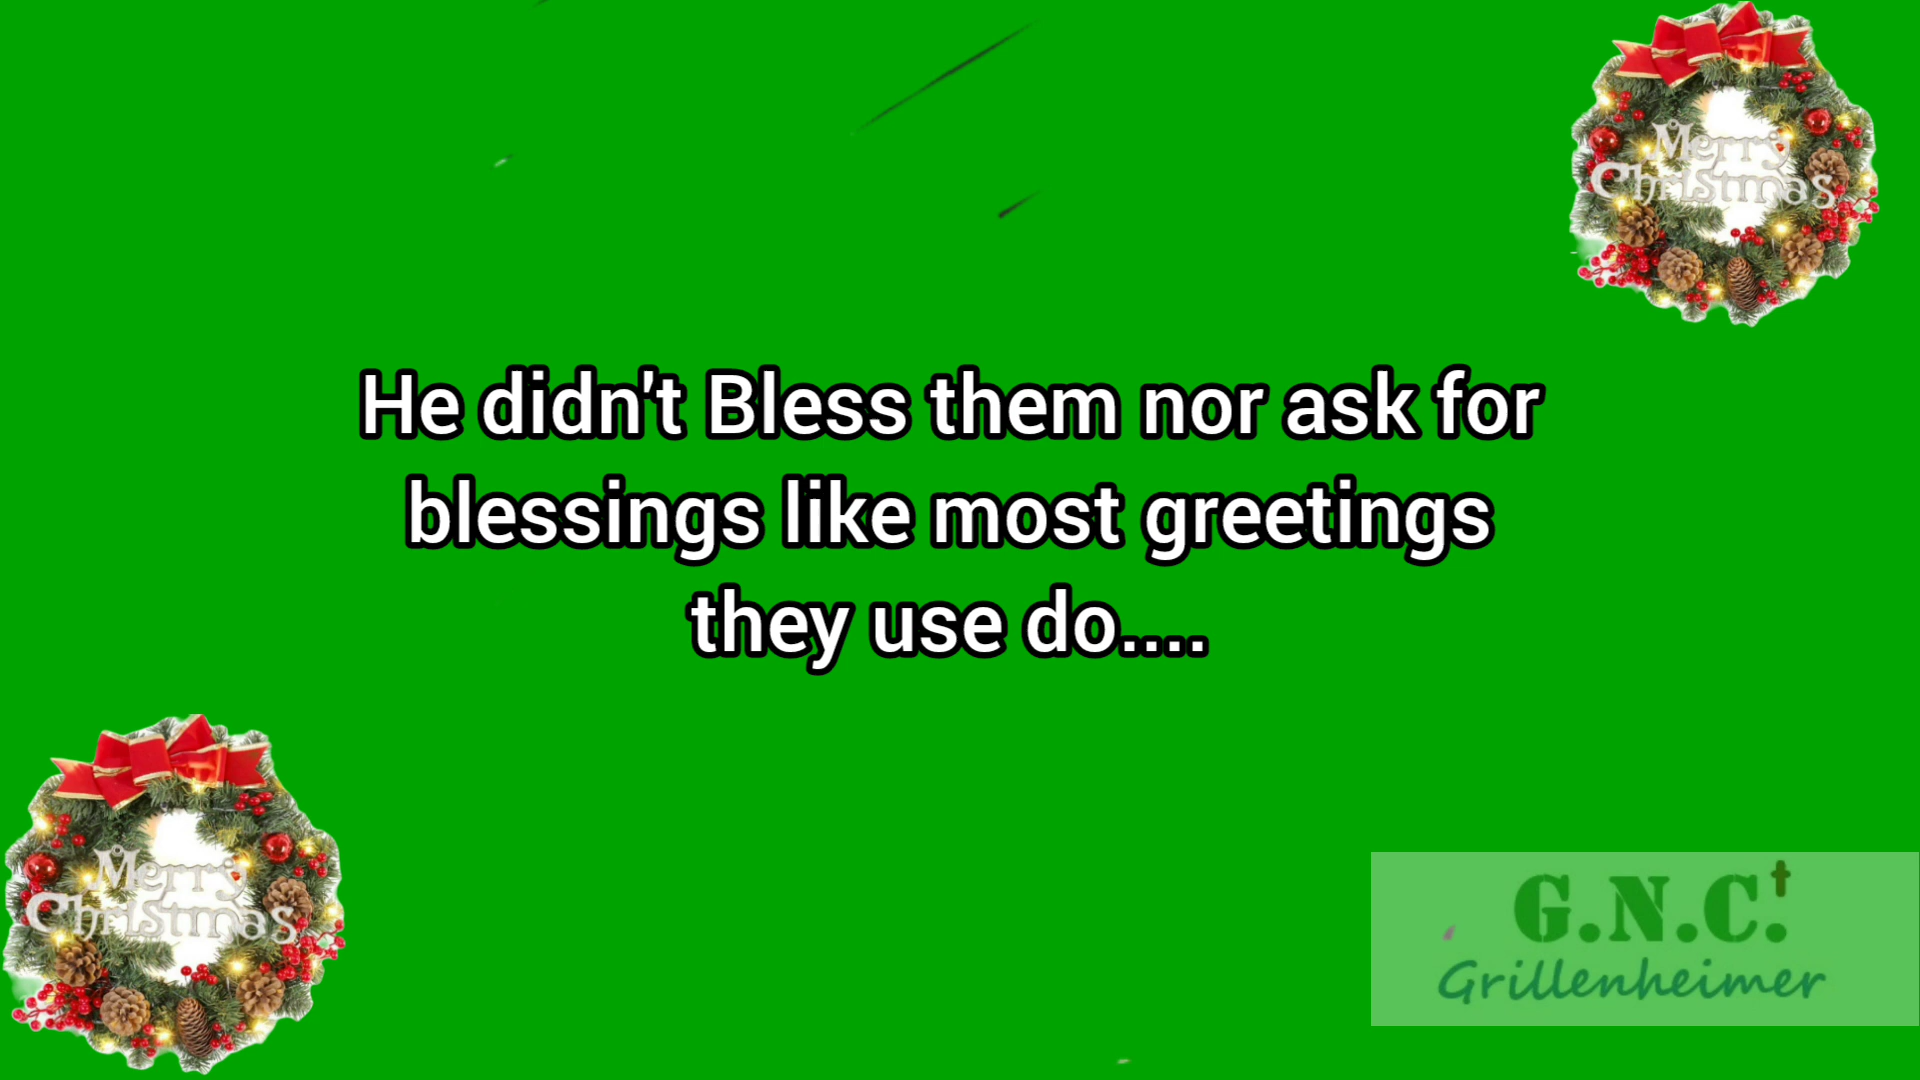 Merry
Christmas
He didn't Bless them nor ask for
blessings like most greetings
they use do....
Merry
Christmas
G.N.C.
Grillenheimer